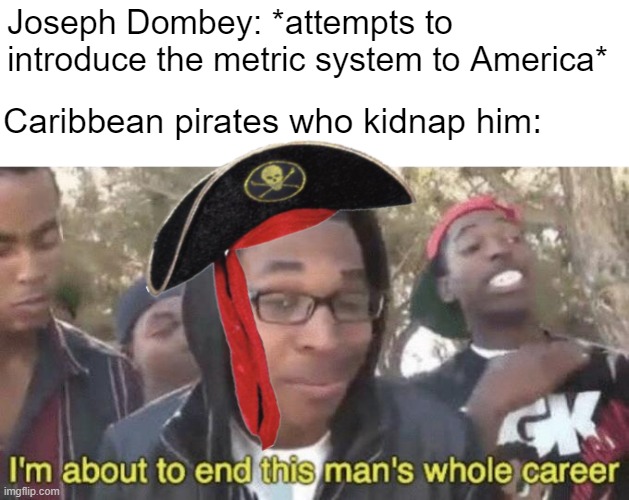 Joseph Dombey: *attempts to
introduce the metric system to America*
Caribbean pirates who kidnap him:
GK
I'm about to end this man's whole career
imgflip.com